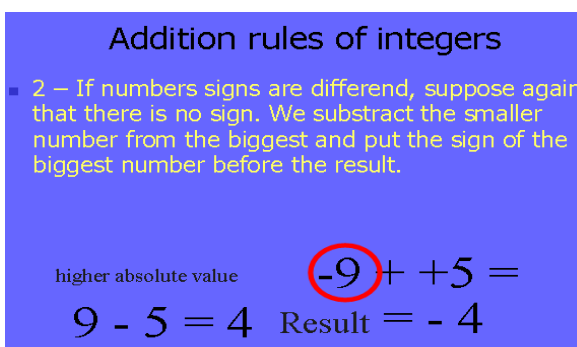 Addition rules of integers
2 – If numbers signs are differend, suppose again
that there is no sign. We substract the smaller
number from the biggest and put the sign of the
biggest number before the result.
higher absolute value -9 + +5 =
9 - 5 = 4 Result = - 4